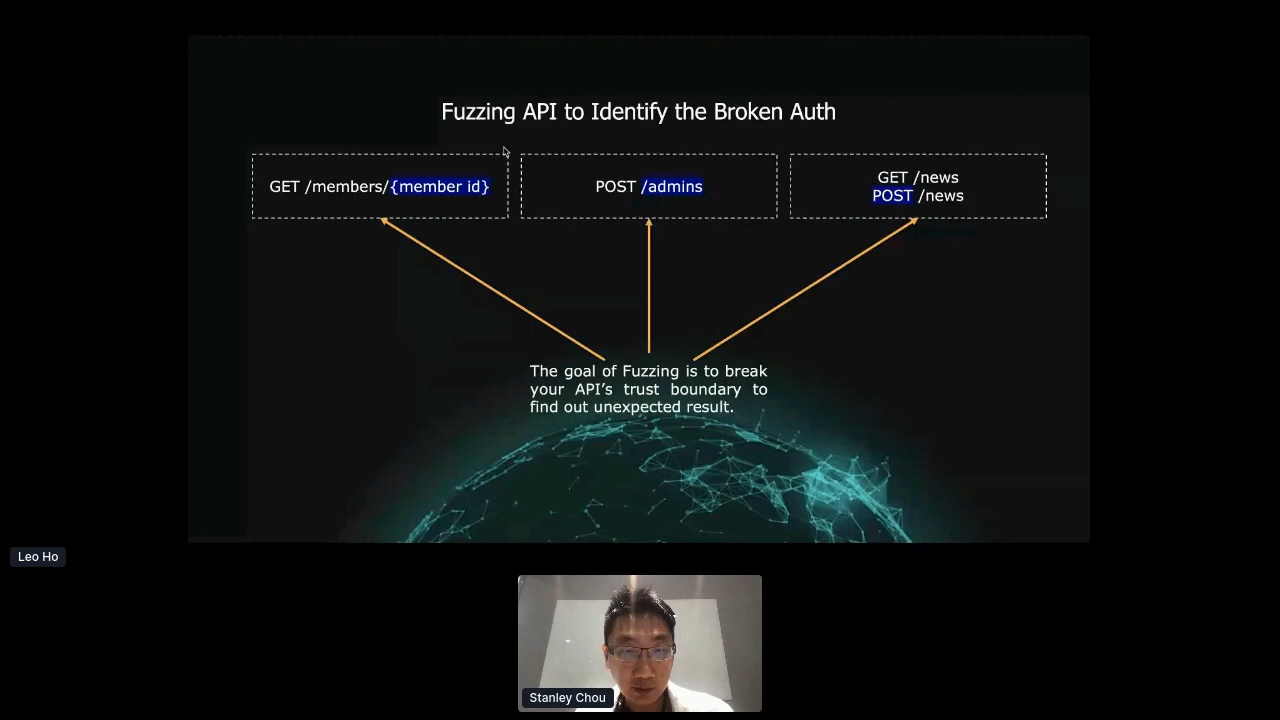 Fuzzing API to Identify the Broken Auth
GET /members/{member id}
POST /admins
GET /news
POST /news
The goal of Fuzzing is to break
your API’s trust boundary to
find out unexpected result.
Leo Ho
Stanley Chou